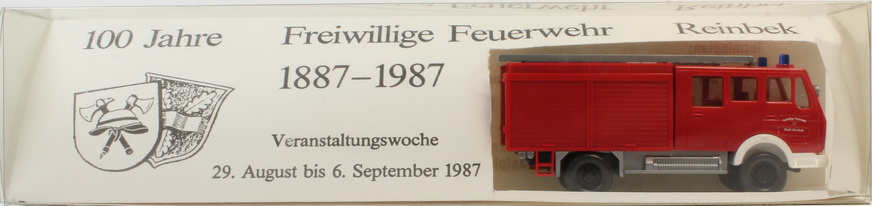 100 Jahre Freiwillige Feuerwehr Reinbek
1887–1987
Veranstaltungswoche
29. August bis 6. September 1987